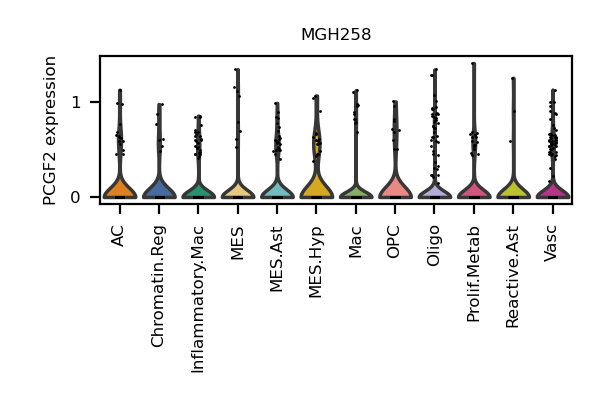 MGH258
PCGF2 expression
1
0
AC
Chromatin.Reg
Inflammatory.Mac
MES
MES.Ast
MES.Hyp
Mac
OPC
Oligo
Prolif.Metab
Reactive.Ast
Vasc